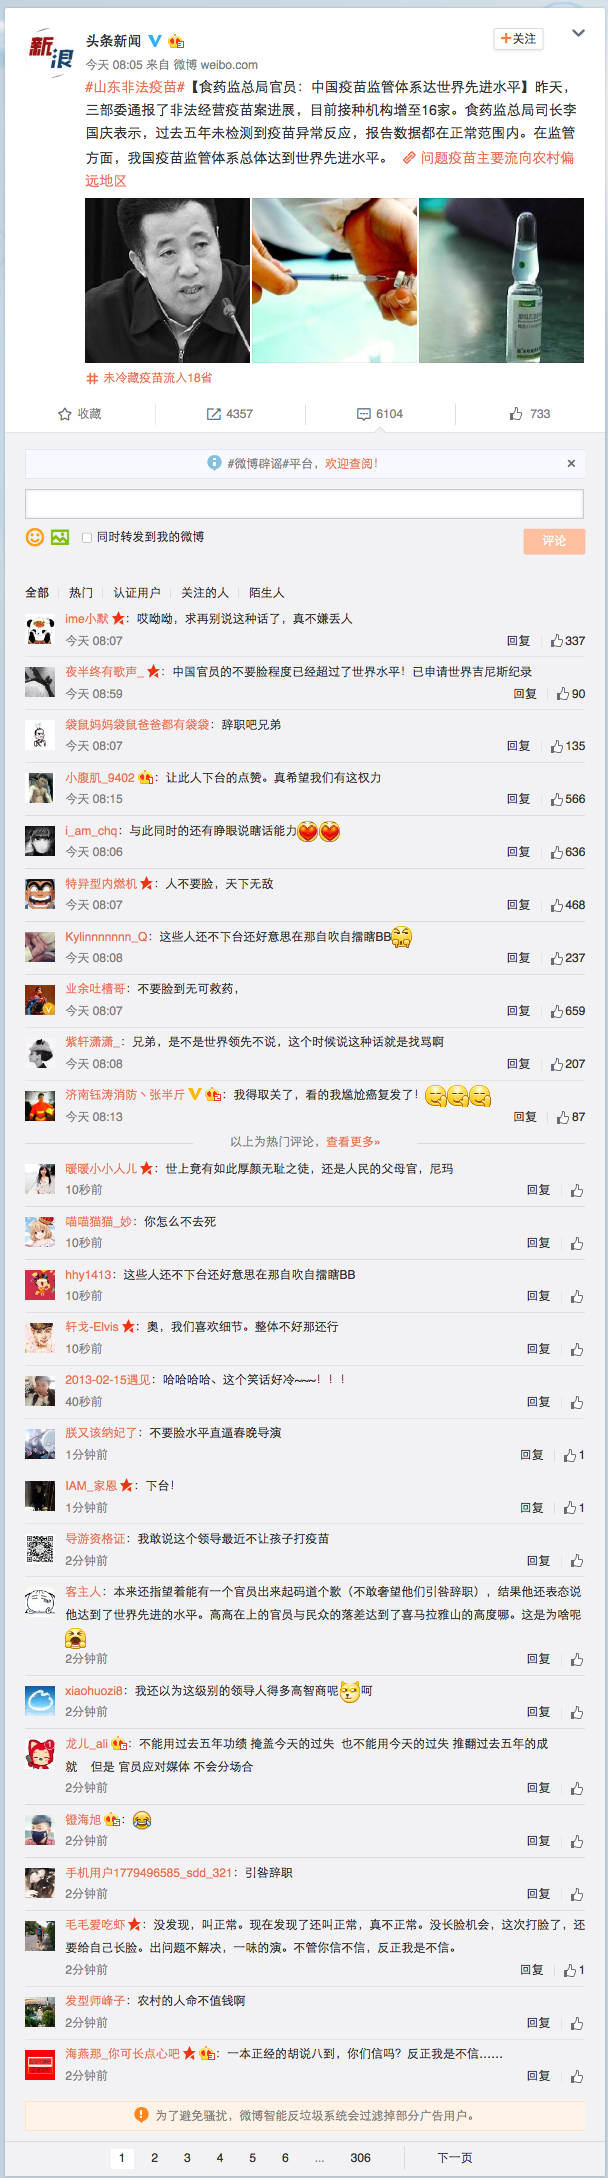 新浪
头条新闻
+关注
今天 08:05 来自 微博 weibo.com
#山东非法疫苗#【食药监总局官员：中国疫苗监管体系达世界先进水平】昨天，
三部委通报了非法经营疫苗案进展，目前接种机构增至16家。食药监总局司长李
国庆表示，过去五年未检测到疫苗异常反应，报告数据都在正常范围内。在监管
方面，我国疫苗监管体系总体达到世界先进水平。 问题疫苗主要流向农村偏
远地区
# 未冷藏疫苗流入18省
收藏 4357 6104 733
#微博辟谣#平台，欢迎查阅！ ×
同时转发到我的微博 评论
全部 热门 认证用户 关注的人 陌生人
ime小默：哎呦呦，求再别说这种话了，真不嫌丢人
今天 08:07 回复 337
夜半终有歌声_：中国官员的不要脸程度已经超过了世界水平！已申请世界吉尼斯纪录
今天 08:59 回复 90
袋鼠妈妈袋鼠爸爸都有袋袋：辞职吧兄弟
今天 08:07 回复 135
小腹肌_9402：让此人下台的点赞。真希望我们有这权力
今天 08:15 回复 566
i_am_chq：与此同时的还有睁眼说瞎话能力
今天 08:06 回复 636
特异型内燃机：人不要脸，天下无敌
今天 08:07 回复 468
Kylinnnnnnn_Q：这些人还不下台还好意思在那自吹自擂瞎BB
今天 08:08 回复 237
业余吐槽哥：不要脸到无可救药，
今天 08:07 回复 659
紫轩潇潇_：兄弟，是不是世界领先不说，这个时候说这种话就是找骂啊
今天 08:08 回复 207
济南钰涛消防丶张半斤：我得取关了，看的我尴尬癌复发了！
今天 08:13 回复 87
以上为热门评论，查看更多»
暖暖小小人儿：世上竟有如此厚颜无耻之徒，还是人民的父母官，尼玛
10秒前 回复
喵喵猫猫_妙：你怎么不去死
10秒前 回复
hhy1413：这些人还不下台还好意思在那自吹自擂瞎BB
10秒前 回复
轩戈-Elvis：奥，我们喜欢细节。整体不好那还行
10秒前 回复
2013-02-15遇见：哈哈哈哈、这个笑话好冷~~~！！！
40秒前 回复
朕又该纳妃了：不要脸水平直逼春晚导演
1分钟前 回复 1
IAM_家恩：下台！
1分钟前 回复 1
导游资格证：我敢说这个领导最近不让孩子打疫苗
2分钟前 回复
客主人：本来还指望着能有一个官员出来起码道个歉（不敢奢望他们引咎辞职），结果他还表态说
他达到了世界先进的水平。高高在上的官员与民众的落差达到了喜马拉雅山的高度哪。这是为啥呢
2分钟前 回复
xiaohuozi8：我还以为这级别的领导人得多高智商呢呵
2分钟前 回复
龙儿_ali：不能用过去五年功绩 掩盖今天的过失 也不能用今天的过失 推翻过去五年的成
就 但是 官员应对媒体 不会分场合
2分钟前 回复
镫海旭：
2分钟前 回复
手机用户1779496585_sdd_321：引咎辞职
2分钟前 回复
毛毛爱吃虾：没发现，叫正常。现在发现了还叫正常，真不正常。没长脸机会，这次打脸了，还
要给自己长脸。出问题不解决，一味的演。不管你信不信，反正我是不信。
2分钟前 回复 1
发型师峰子：农村的人命不值钱啊
2分钟前 回复
海燕那_你可长点心吧：一本正经的胡说八到，你们信吗？反正我是不信......
2分钟前 回复
为了避免骚扰，微博智能反垃圾系统会过滤掉部分广告用户。
1 2 3 4 5 6 ... 306 下一页